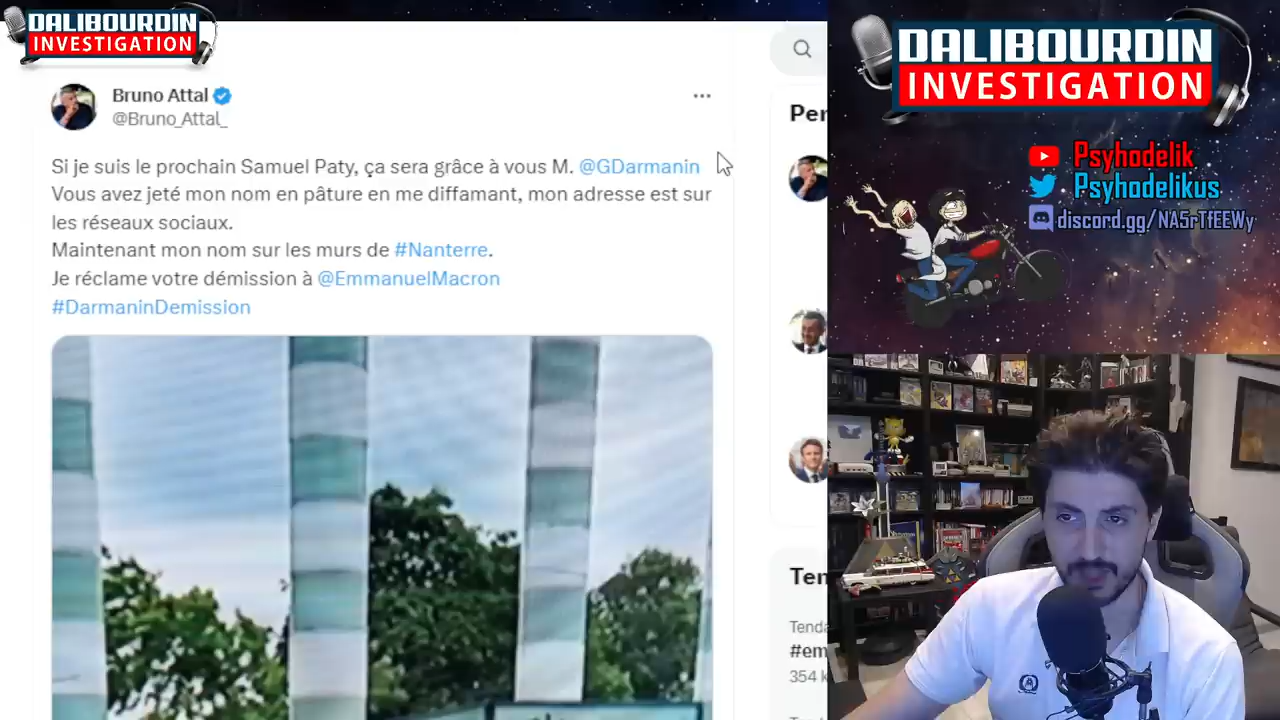 DALIBOURDIN
INVESTIGATION
Bruno Attal
@Bruno_Attal_
Si je suis le prochain Samuel Paty, ça sera grâce à vous M. @GDarmanin
Vous avez jeté mon nom en pâture en me diffamant, mon adresse est sur
les réseaux sociaux.
Maintenant mon nom sur les murs de #Nanterre.
Je réclame votre démission à @EmmanuelMacron
#DarmaninDemission
Per
Ten
Tenda
#em
354 k
DALIBOURDIN
INVESTIGATION
Psyhodelik
Psyhodelikus
discord.gg/NA5rTfEEWy